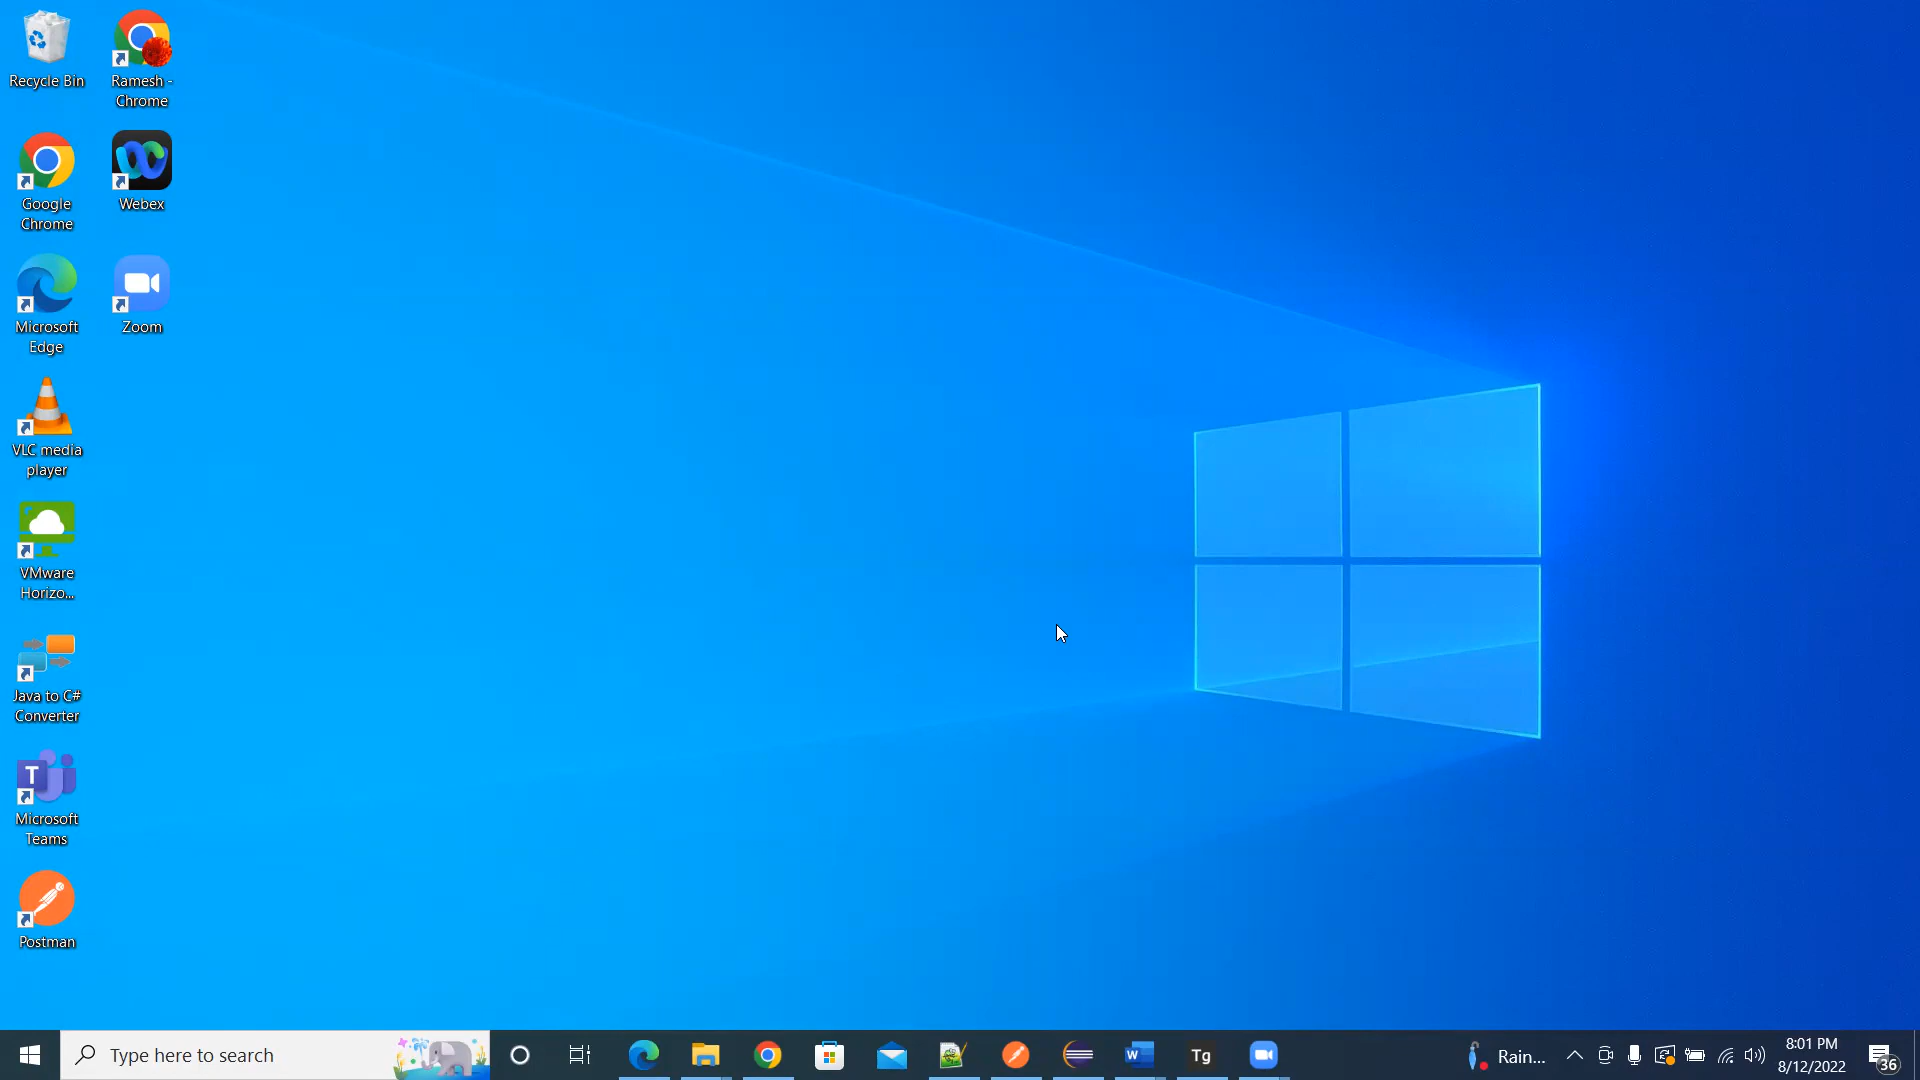 Recycle Bin
Ramesh -
Chrome
Google
Chrome
Webex
Microsoft
Edge
Zoom
VLC media
player
VMware
Horizo...
Java to C#
Converter
T
Microsoft
Teams
Postman
Type here to search
W
Tg
Rain...
8:01 PM
8/12/2022
36